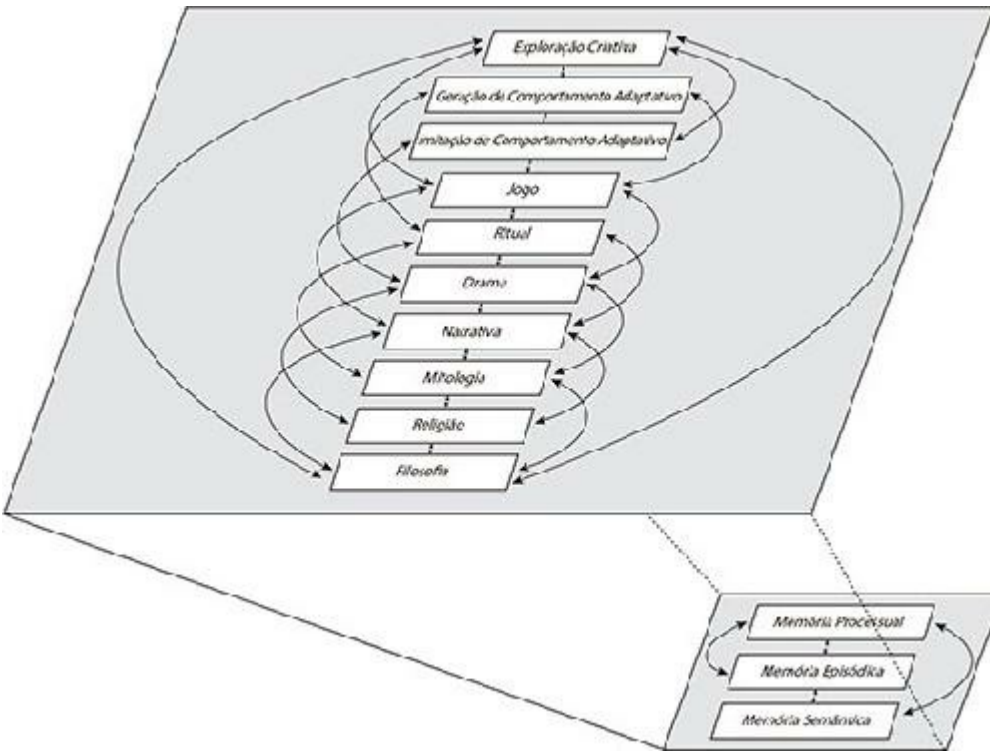 Exploração Criativa
Geração de Comportamento Adaptativo
Imitação de Comportamento Adaptativo
Jogo
Ritual
Drama
Narrativa
Mitologia
Religião
Filosofia
Memória Processual
Memória Episódica
Memória Semântica